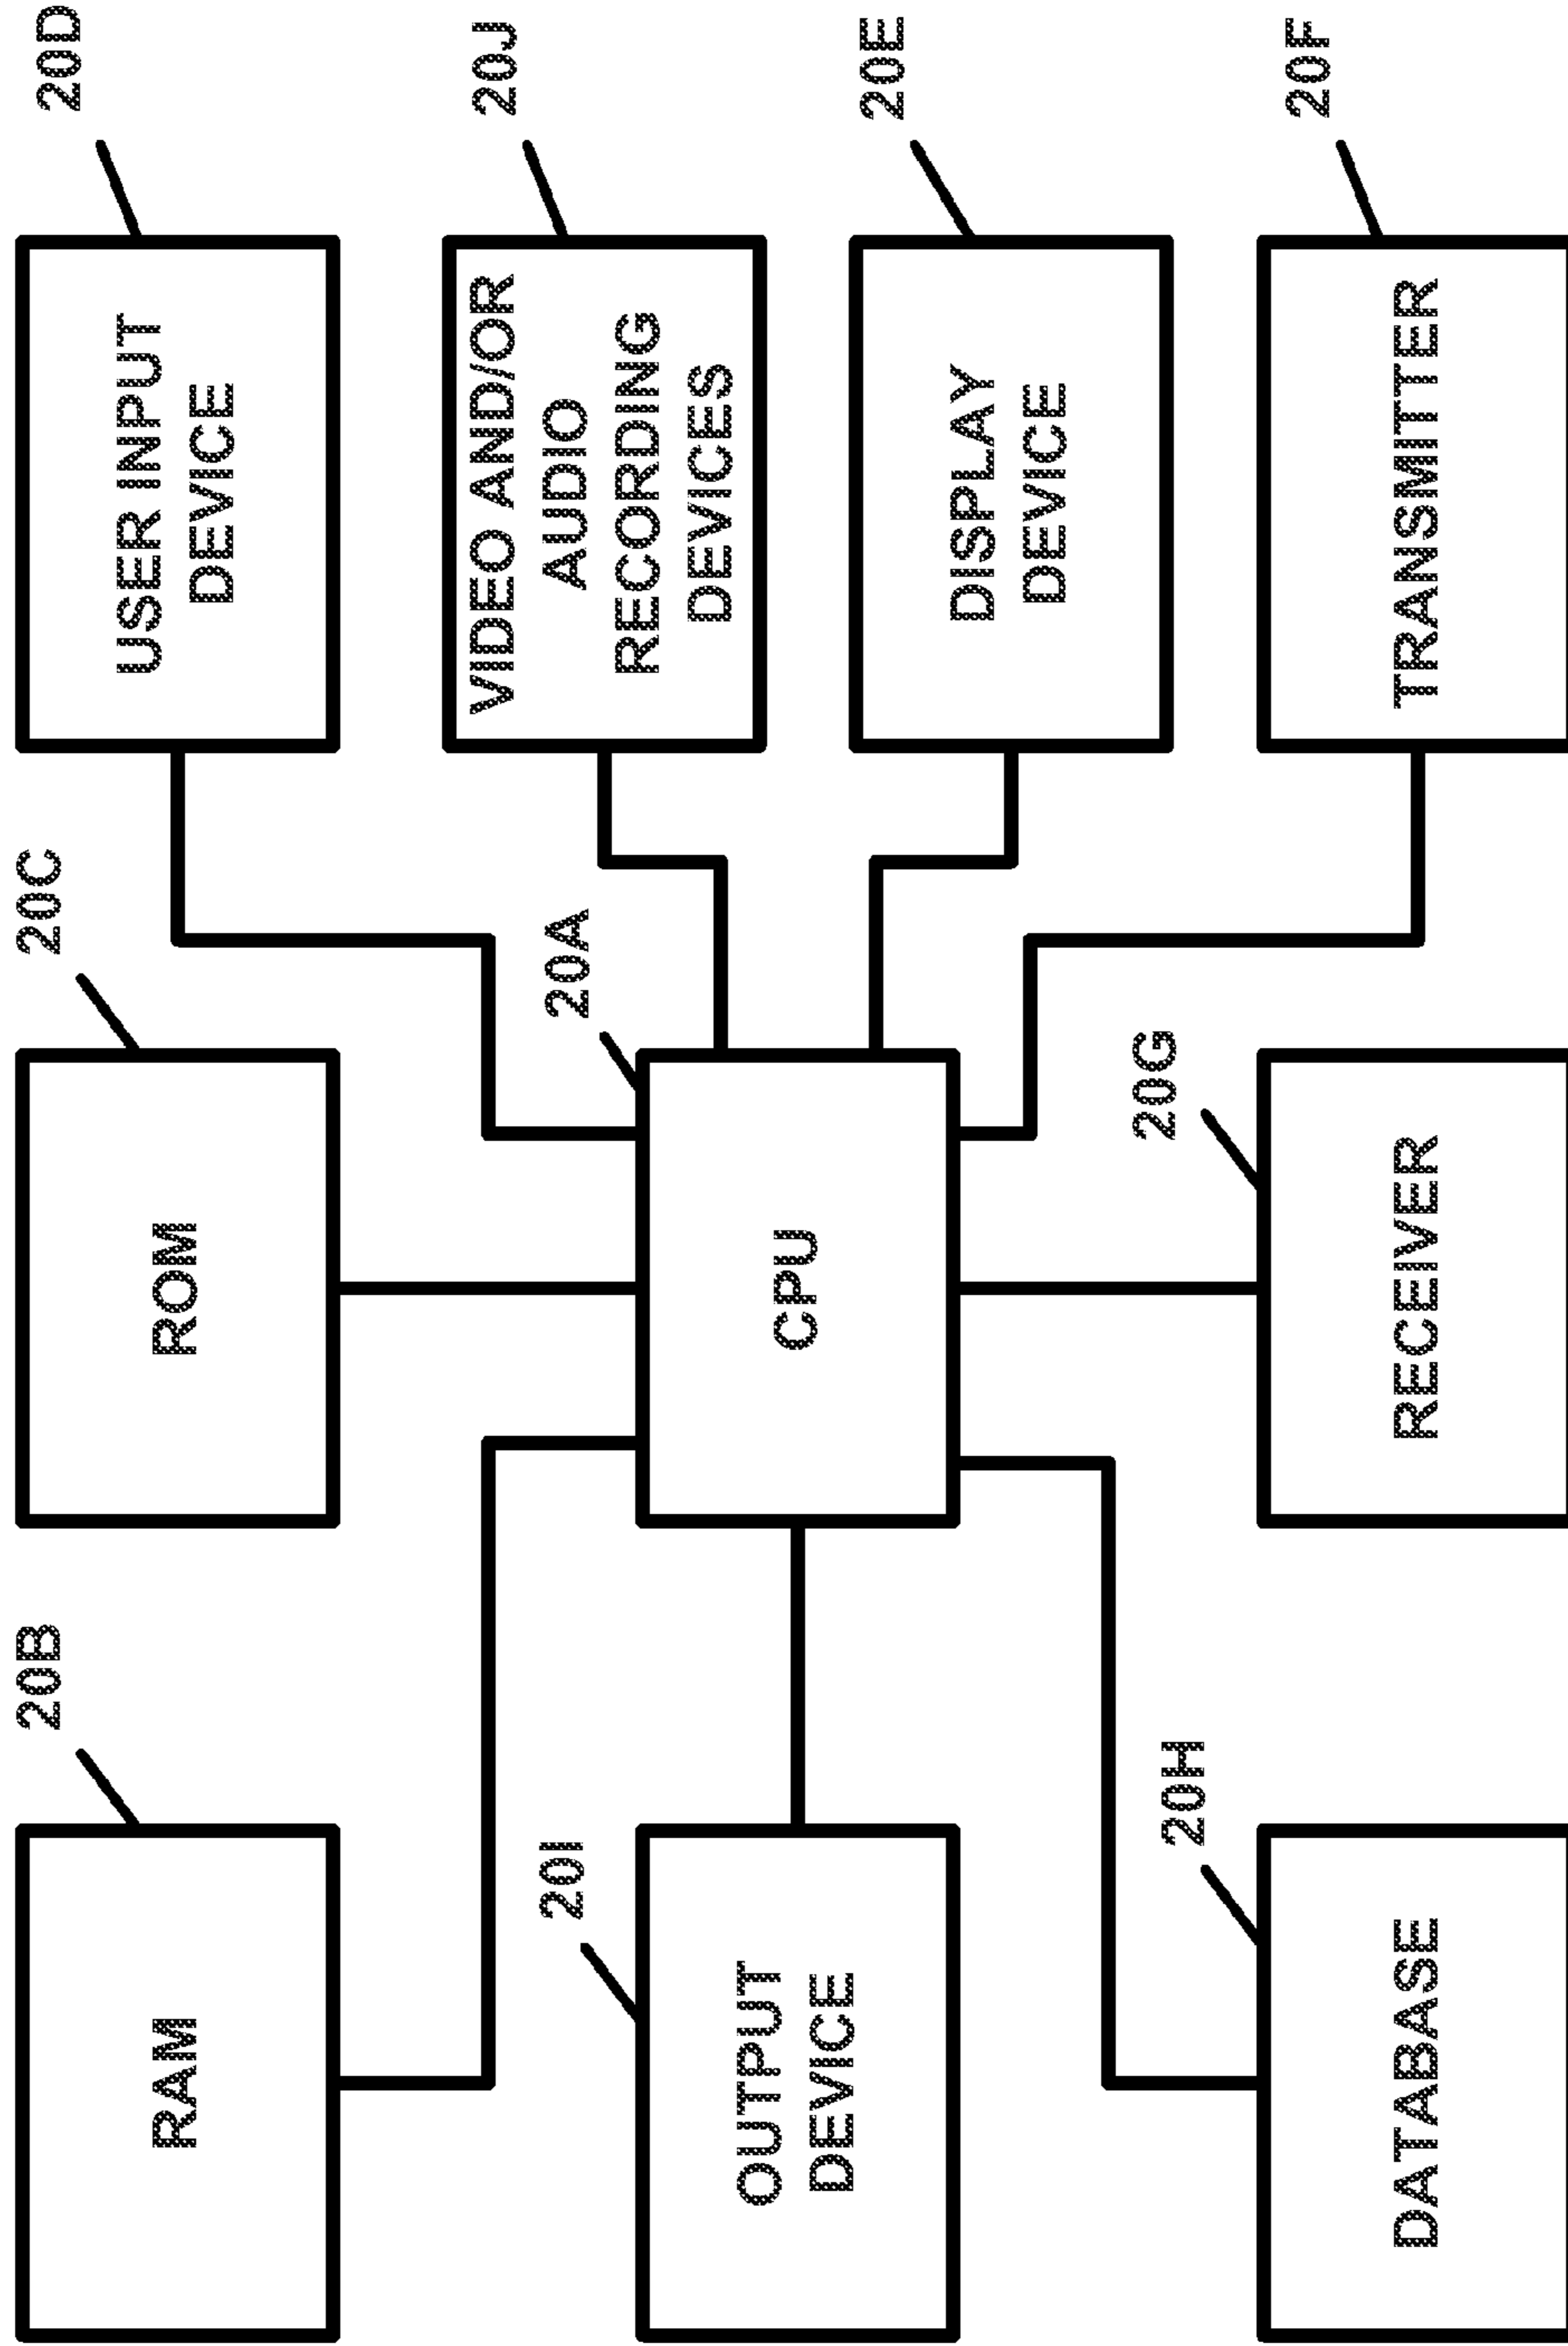 20B
RAM
20C
ROM
20D
USER INPUT
DEVICE
20I
OUTPUT
DEVICE
20A
CPU
20J
VIDEO AND/OR
AUDIO
RECORDING
DEVICES
20E
DISPLAY
DEVICE
20H
DATABASE
20G
RECEIVER
20F
TRANSMITTER